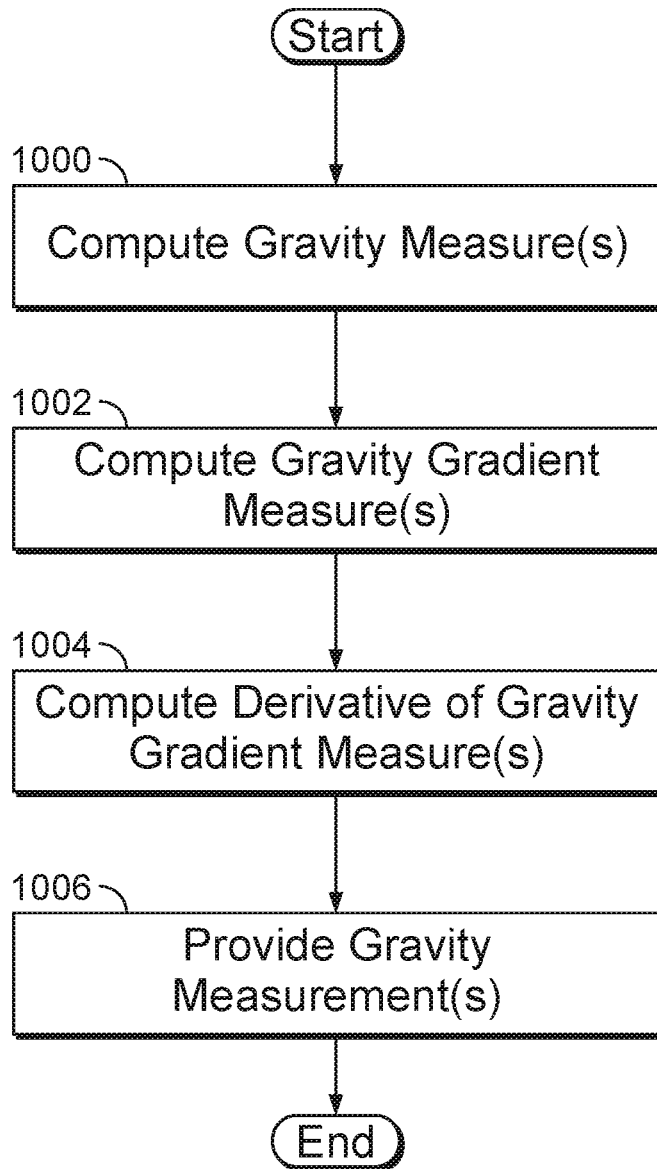 Start
1000
Compute Gravity Measure(s)
1002
Compute Gravity Gradient
Measure(s)
1004
Compute Derivative of Gravity
Gradient Measure(s)
1006
Provide Gravity
Measurement(s)
End